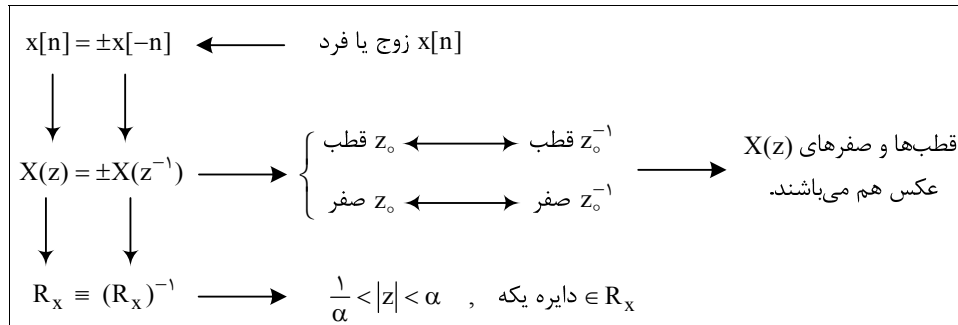 x[n] زوج یا فرد ⟵ x[n] = ±x[−n]
X(z) = ±X(z⁻¹) ⟶ { z₀ قطب ⟷ z₀⁻¹ قطب
z₀ صفر ⟷ z₀⁻¹ صفر
⟶ قطب‌ها و صفرهای X(z)
عکس هم می‌باشند.
Rₓ ≡ (Rₓ)⁻¹ ⟶ ۱/α < |z| < α , دایره یکه ∈ Rₓ